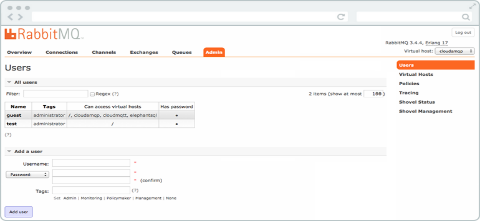 RabbitMQ
Log out
RabbitMQ 3.4.4, Erlang 17
Virtual host: cloudamqp
Overview Connections Channels Exchanges Queues Admin
Users
All users
Filter: Regex (?) 2 items (show at most 100)
Name Tags Can access virtual hosts Has password
guest administrator /, cloudamqp, cloudmqtt, elephantsql •
test administrator / •
(?)
Add a user
Username: *
Password *
* (confirm)
Tags: (?)
Set Admin | Monitoring | Policymaker | Management | None
Add user
Users
Virtual Hosts
Policies
Tracing
Shovel Status
Shovel Management